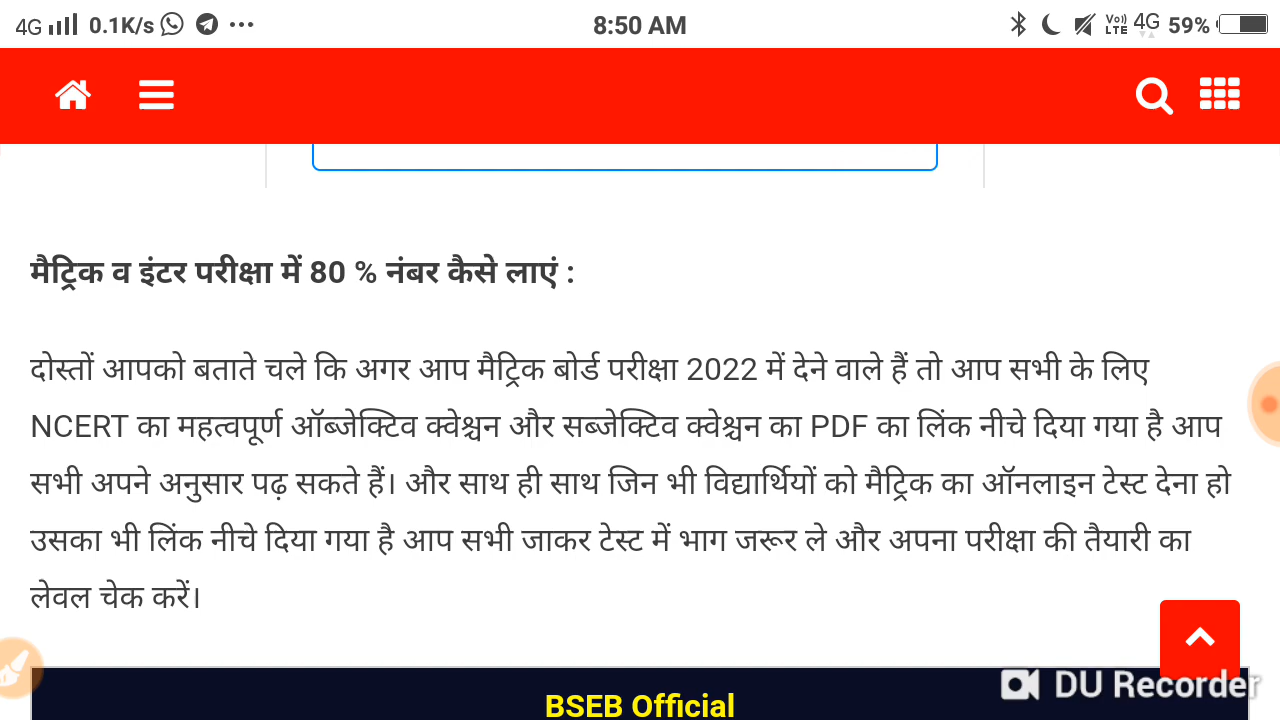 4G 0.1K/s 8:50 AM Vo) LTE 4G 59%
मैट्रिक व इंटर परीक्षा में 80 % नंबर कैसे लाएं :
दोस्तों आपको बताते चले कि अगर आप मैट्रिक बोर्ड परीक्षा 2022 में देने वाले हैं तो आप सभी के लिए
NCERT का महत्वपूर्ण ऑब्जेक्टिव क्वेश्चन और सब्जेक्टिव क्वेश्चन का PDF का लिंक नीचे दिया गया है आप
सभी अपने अनुसार पढ़ सकते हैं। और साथ ही साथ जिन भी विद्यार्थियों को मैट्रिक का ऑनलाइन टेस्ट देना हो
उसका भी लिंक नीचे दिया गया है आप सभी जाकर टेस्ट में भाग जरूर ले और अपना परीक्षा की तैयारी का
लेवल चेक करें।
DU Recorder
BSEB Official